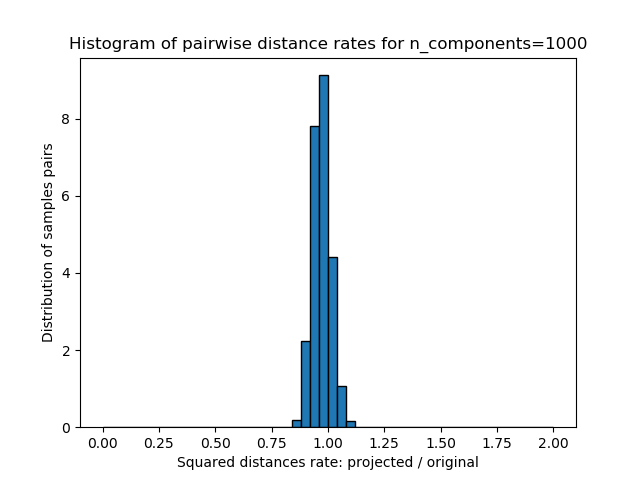 Histogram of pairwise distance rates for n_components=1000
Distribution of samples pairs
8
6
4
2
0
0.00 0.25 0.50 0.75 1.00 1.25 1.50 1.75 2.00
Squared distances rate: projected / original